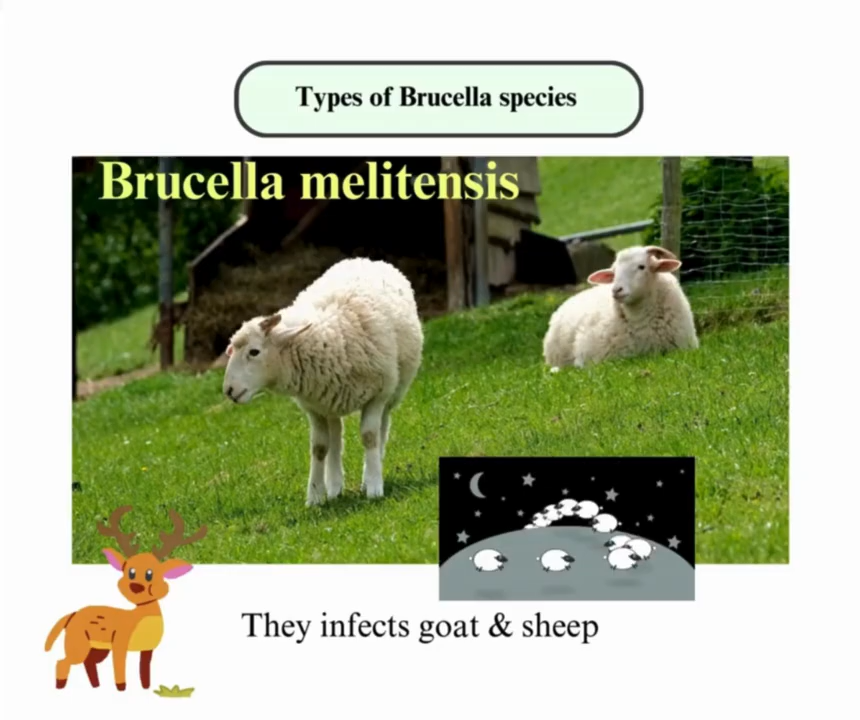 Types of Brucella species
Brucella melitensis
They infects goat & sheep